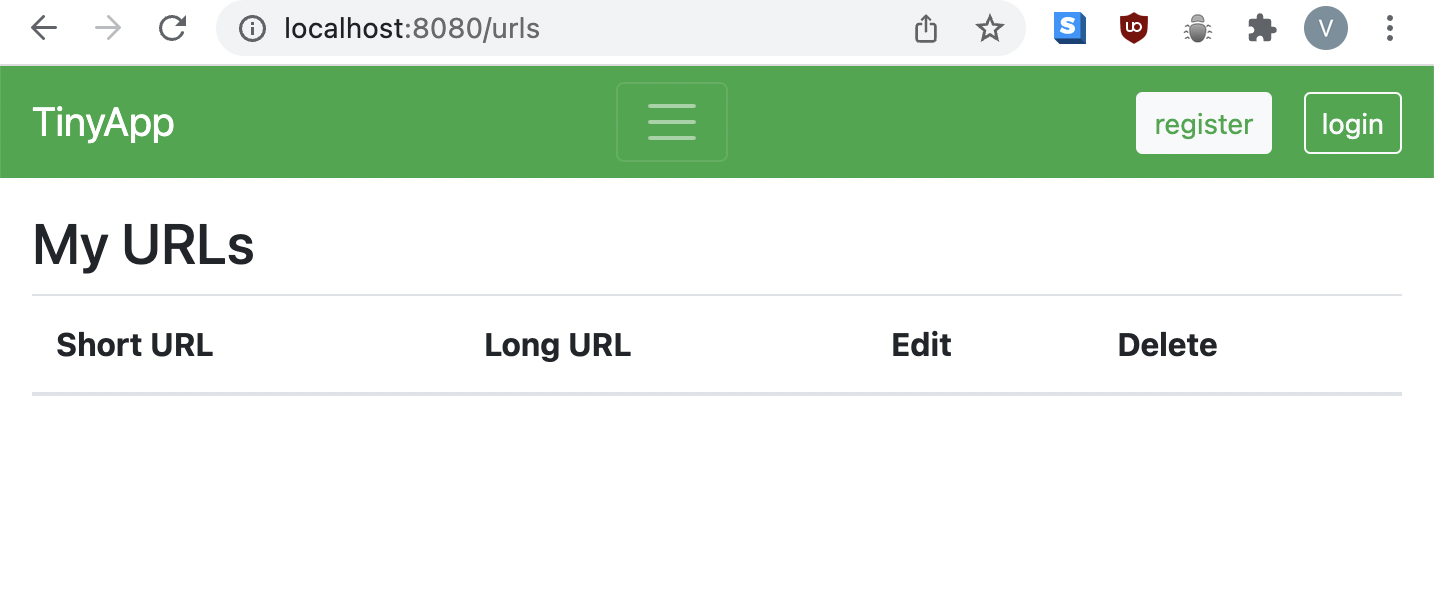 localhost:8080/urls
S
uo
V
TinyApp
register
login
My URLs
Short URL Long URL Edit Delete